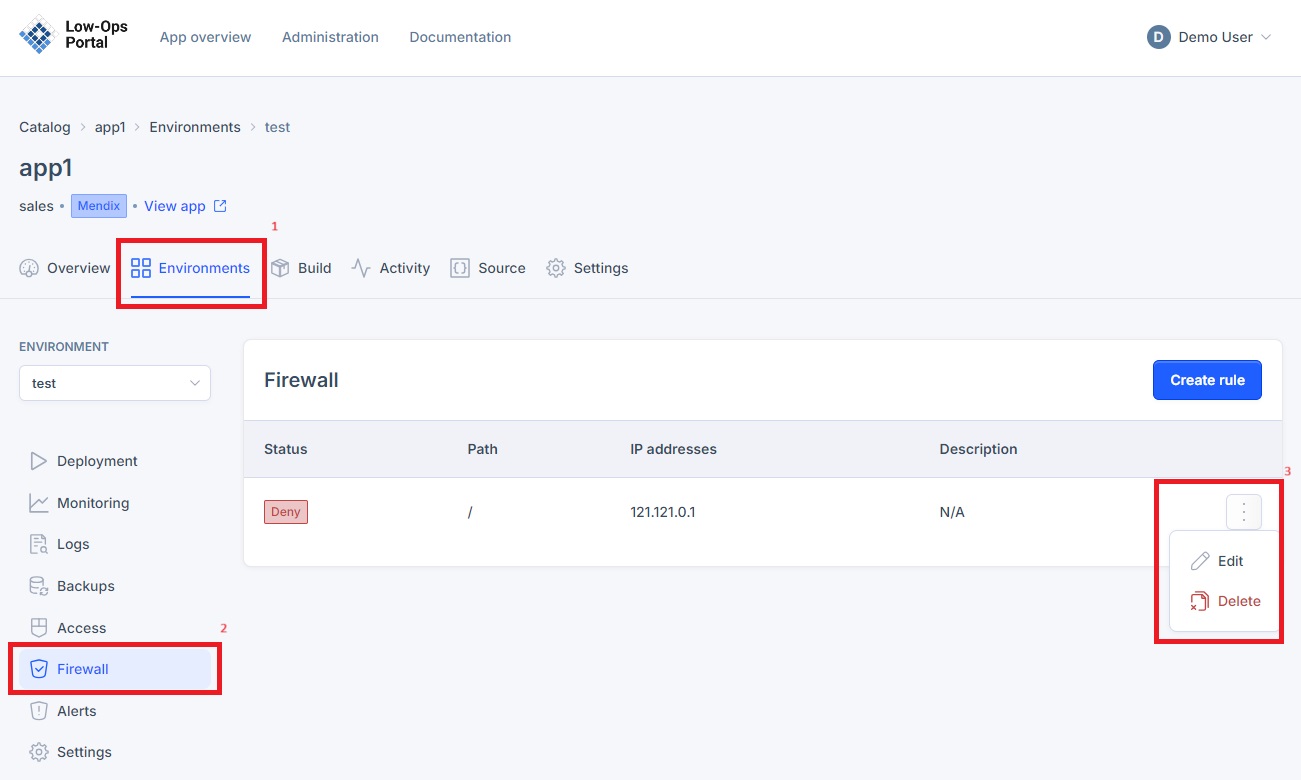 Low-Ops
Portal
App overview
Administration
Documentation
D
Demo User
Catalog > app1 > Environments > test
app1
sales • Mendix • View app
1
Overview
Environments
Build
Activity
Source
Settings
ENVIRONMENT
test
Deployment
Monitoring
Logs
Backups
Access
2
Firewall
Alerts
Settings
Firewall
Create rule
Status Path IP addresses Description
3
Deny / 121.121.0.1 N/A
Edit
Delete